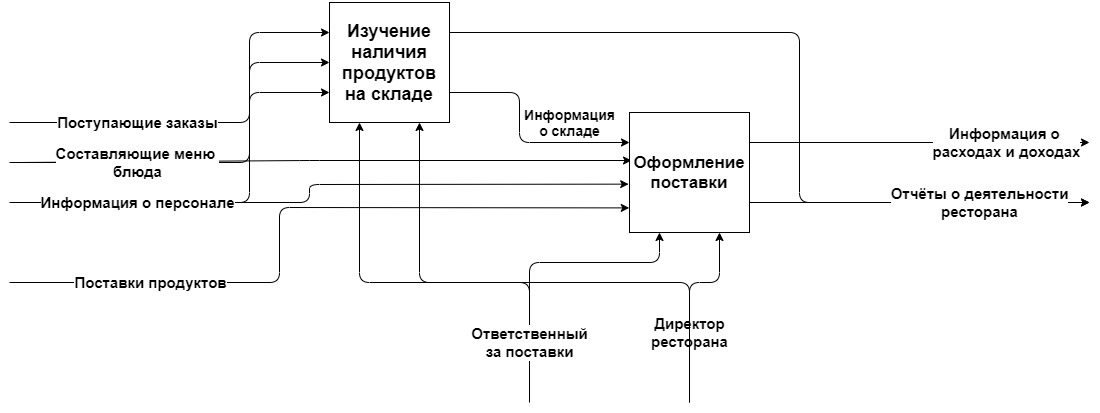 Изучение
наличия
продуктов
на складе
Поступающие заказы
Составляющие меню
блюда
Информация о персонале
Поставки продуктов
Информация
о складе
Оформление
поставки
Информация о
расходах и доходах
Отчёты о деятельности
ресторана
Ответственный
за поставки
Директор
ресторана